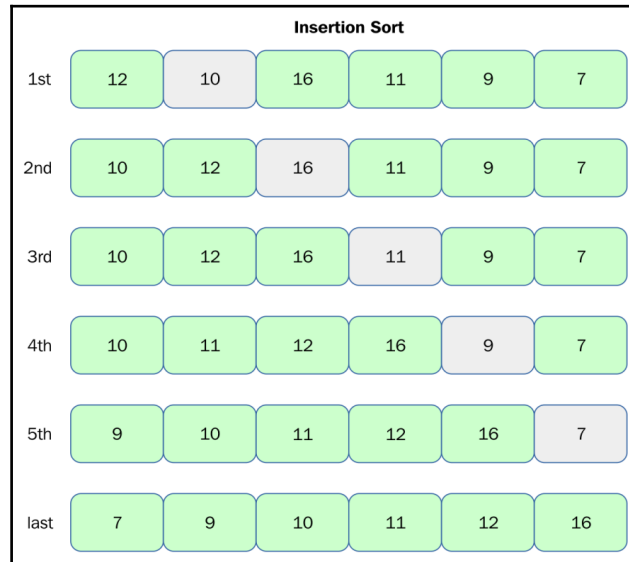 Insertion Sort
1st 12 10 16 11 9 7
2nd 10 12 16 11 9 7
3rd 10 12 16 11 9 7
4th 10 11 12 16 9 7
5th 9 10 11 12 16 7
last 7 9 10 11 12 16